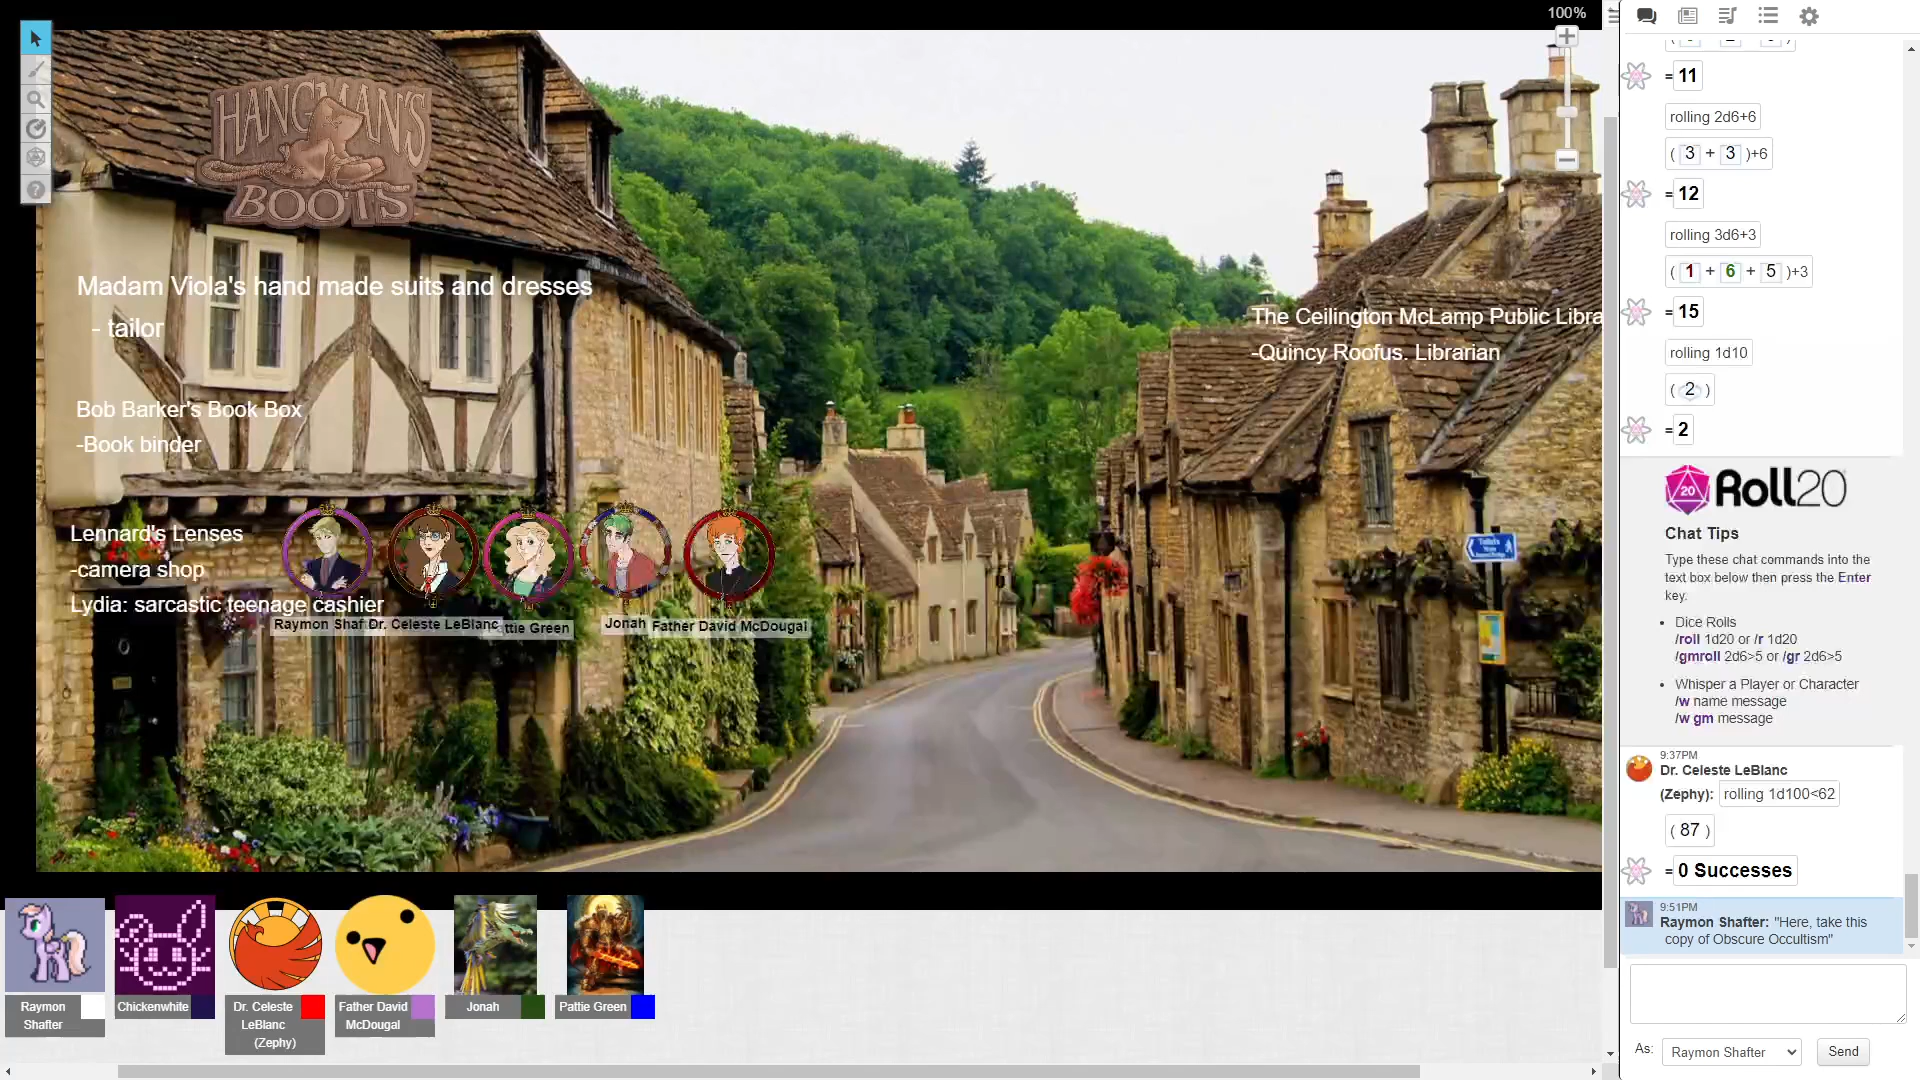 100%
HANGMAN'S
BOOTS
Madam Viola's hand made suits and dresses
- tailor
Bob Barker's Book Box
-Book binder
Lennard's Lenses
-camera shop
Lydia: sarcastic teenage cashier
The Ceilington McLamp Public Libra
-Quincy Roofus. Librarian
Raymon Shaf
Dr. Celeste LeBlanc
ttie Green
Jonah
Father David McDougal
Raymon
Shafter
Chickenwhite
Dr. Celeste
LeBlanc
(Zephy)
Father David
McDougal
Jonah
Pattie Green
=11
rolling 2d6+6
( 3 + 3 )+6
=12
rolling 3d6+3
( 1 + 6 + 5 )+3
=15
rolling 1d10
( 2 )
=2
20 Roll20
Chat Tips
Type these chat commands into the
text box below then press the Enter
key.
• Dice Rolls
/roll 1d20 or /r 1d20
/gmroll 2d6>5 or /gr 2d6>5
• Whisper a Player or Character
/w name message
/w gm message
9:37PM
Dr. Celeste LeBlanc
(Zephy): rolling 1d100<62
( 87 )
=0 Successes
9:51PM
Raymon Shafter: "Here, take this
copy of Obscure Occultism"
As: Raymon Shafter Send